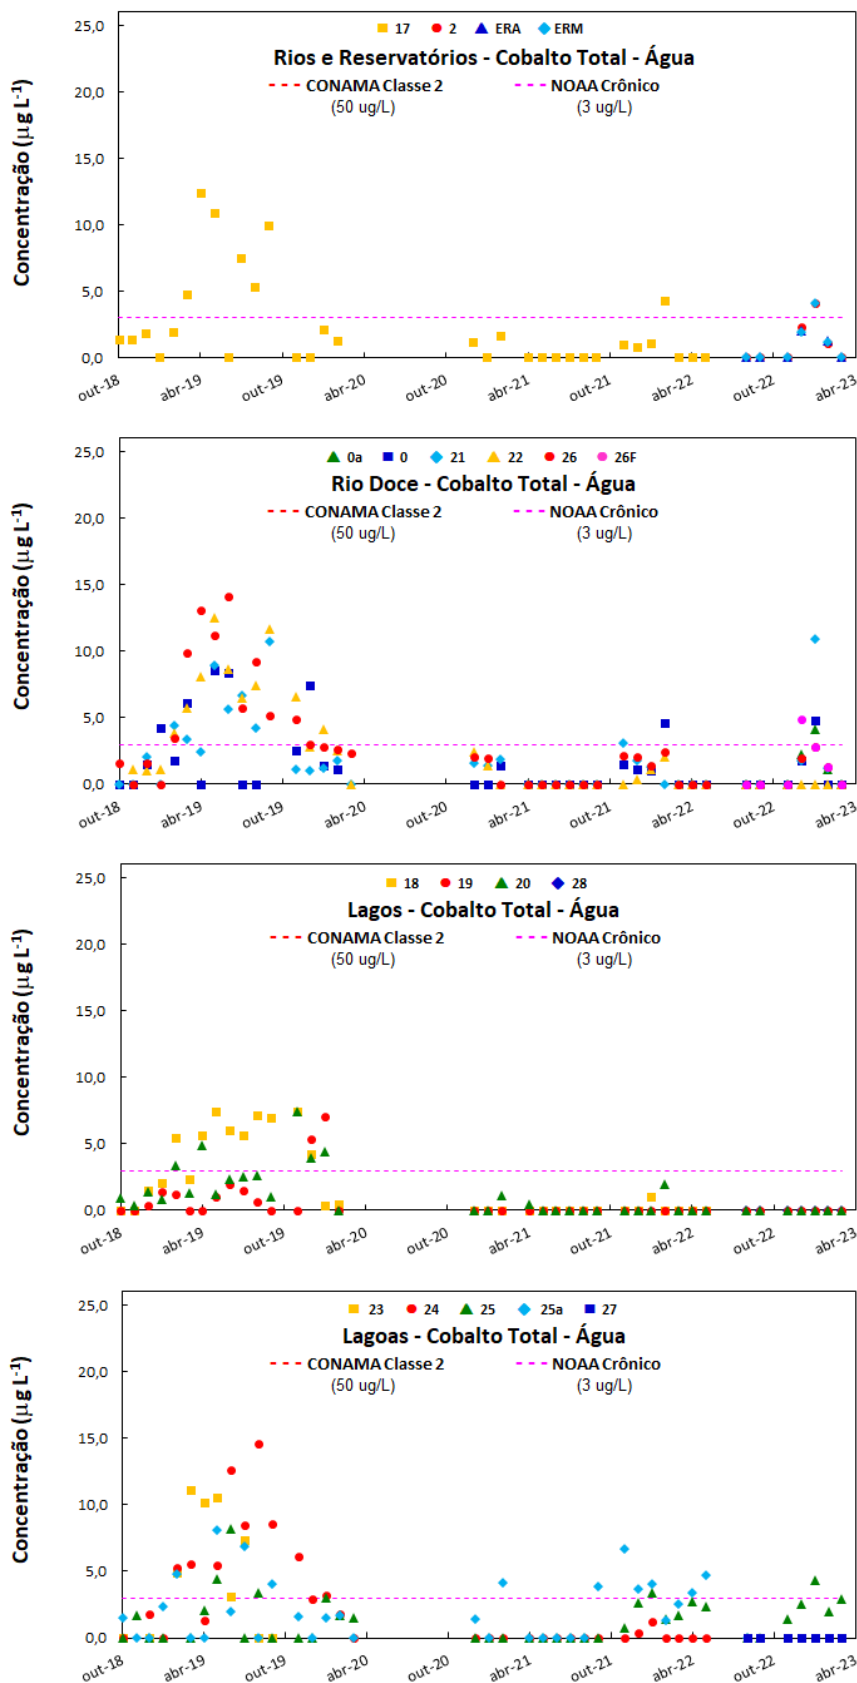 17 2 ERA ERM
Rios e Reservatórios - Cobalto Total - Água
CONAMA Classe 2 NOAA Crônico
(50 ug/L) (3 ug/L)
Concentração (µg L-1)
25,0
20,0
15,0
10,0
5,0
0,0
out-18 abr-19 out-19 abr-20 out-20 abr-21 out-21 abr-22 out-22 abr-23
0a 0 21 22 26 26F
Rio Doce - Cobalto Total - Água
CONAMA Classe 2 NOAA Crônico
(50 ug/L) (3 ug/L)
Concentração (µg L-1)
25,0
20,0
15,0
10,0
5,0
0,0
out-18 abr-19 out-19 abr-20 out-20 abr-21 out-21 abr-22 out-22 abr-23
18 19 20 28
Lagos - Cobalto Total - Água
CONAMA Classe 2 NOAA Crônico
(50 ug/L) (3 ug/L)
Concentração (µg L-1)
25,0
20,0
15,0
10,0
5,0
0,0
out-18 abr-19 out-19 abr-20 out-20 abr-21 out-21 abr-22 out-22 abr-23
23 24 25 25a 27
Lagoas - Cobalto Total - Água
CONAMA Classe 2 NOAA Crônico
(50 ug/L) (3 ug/L)
Concentração (µg L-1)
25,0
20,0
15,0
10,0
5,0
0,0
out-18 abr-19 out-19 abr-20 out-20 abr-21 out-21 abr-22 out-22 abr-23